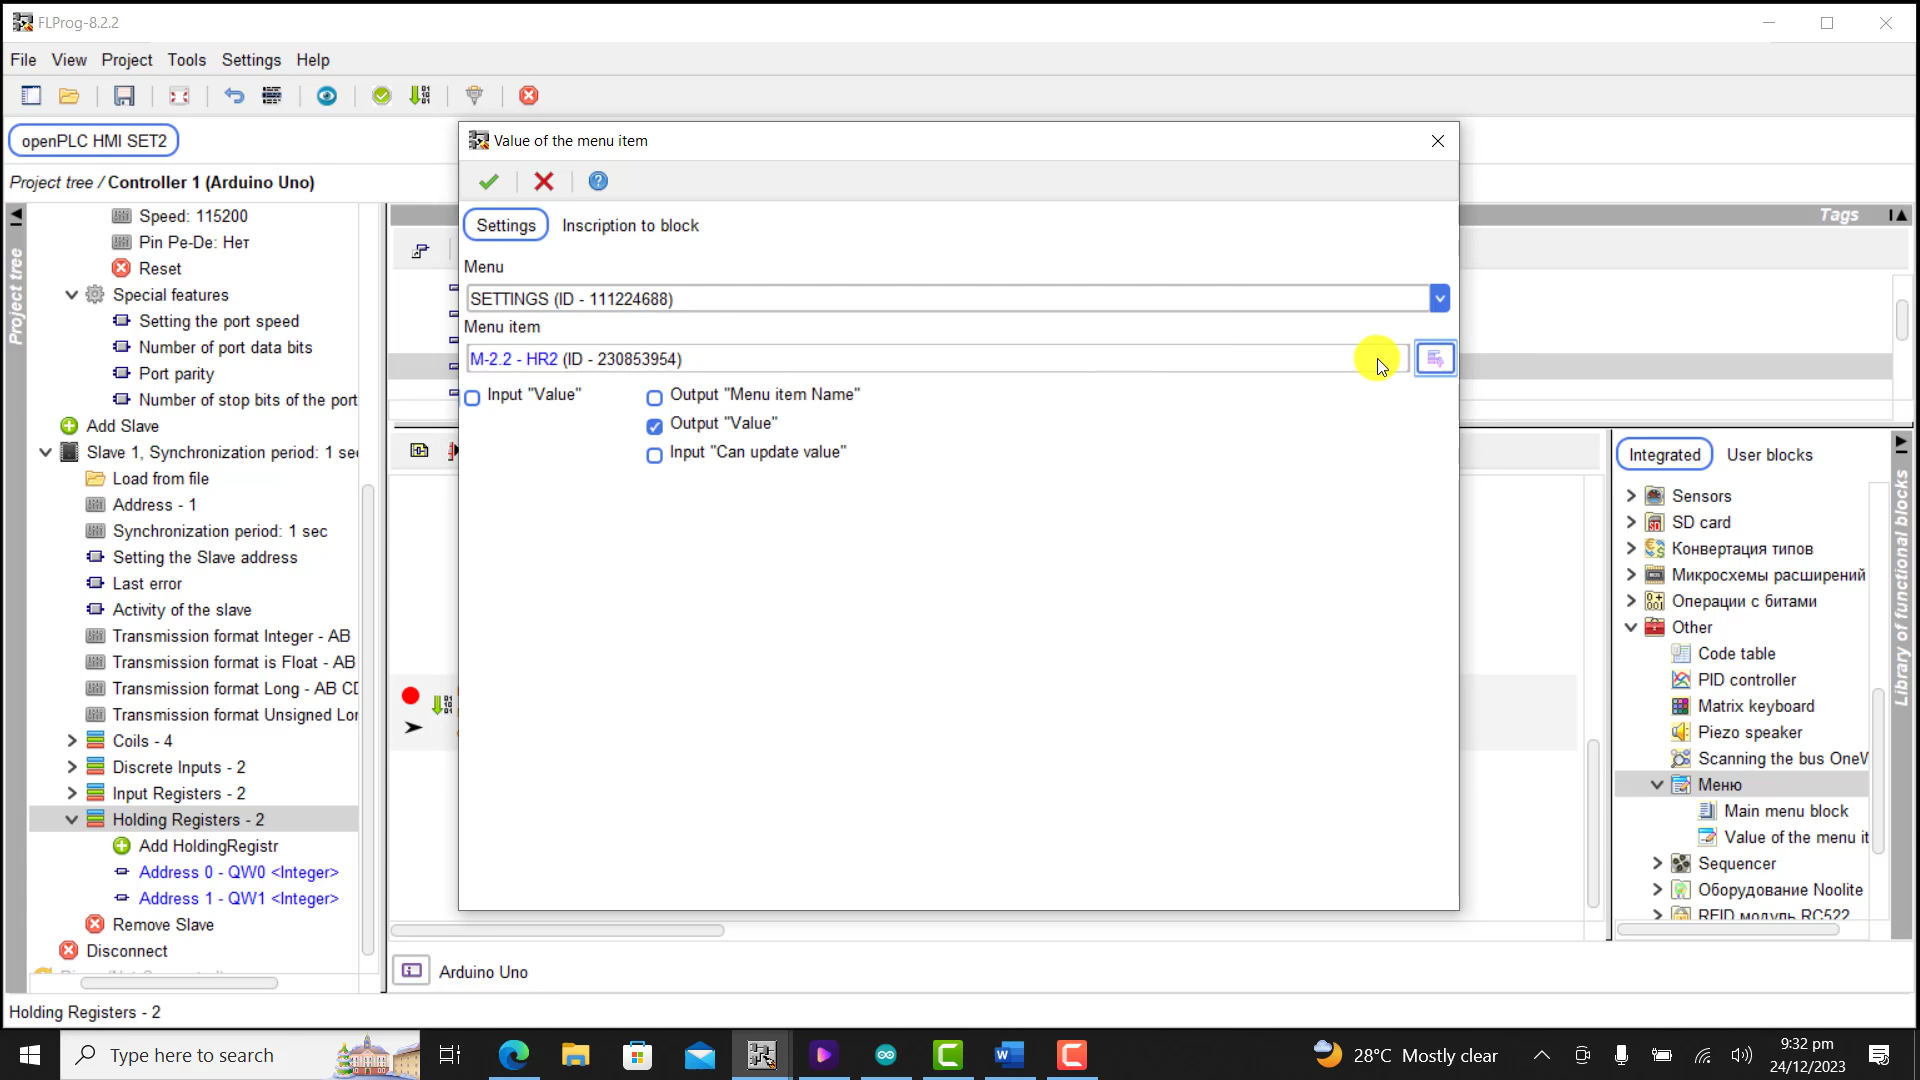 FLProg-8.2.2
File View Project Tools Settings Help
openPLC HMI SET2
Project tree / Controller 1 (Arduino Uno)
Project tree
Speed: 115200
Pin Pe-De: Нет
Reset
Special features
Setting the port speed
Number of port data bits
Port parity
Number of stop bits of the port
Add Slave
Slave 1, Synchronization period: 1 se
Load from file
Address - 1
Synchronization period: 1 sec
Setting the Slave address
Last error
Activity of the slave
Transmission format Integer - AB
Transmission format is Float - AB
Transmission format Long - AB CD
Transmission format Unsigned Lor
Coils - 4
Discrete Inputs - 2
Input Registers - 2
Holding Registers - 2
Add HoldingRegistr
Address 0 - QW0 <Integer>
Address 1 - QW1 <Integer>
Remove Slave
Disconnect
Holding Registers - 2
Value of the menu item
Settings Inscription to block
Menu
SETTINGS (ID - 111224688)
Menu item
M-2.2 - HR2 (ID - 230853954)
Input "Value"
Output "Menu item Name"
Output "Value"
Input "Can update value"
Tags
Arduino Uno
Integrated User blocks
Sensors
SD card
Конвертация типов
Микросхемы расширений
Операции с битами
Other
Code table
PID controller
Matrix keyboard
Piezo speaker
Scanning the bus OneW
Меню
Main menu block
Value of the menu it
Sequencer
Оборудование Noolite
RFID модуль RC522
Library of functional blocks
Type here to search
28°C Mostly clear
9:32 pm
24/12/2023